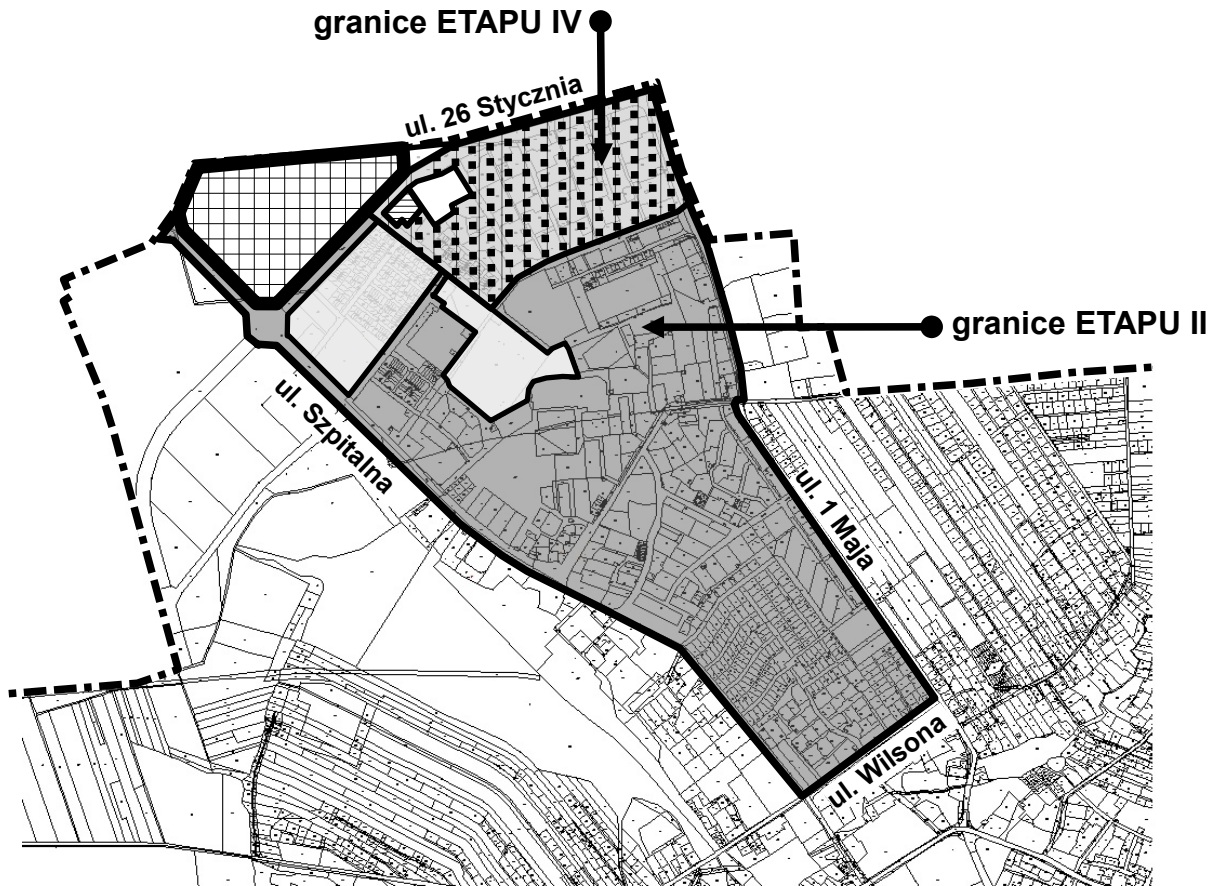 granice ETAPU IV
ul. 26 Stycznia
granice ETAPU II
ul. Szpitalna
ul. 1 Maja
ul. Wilsona